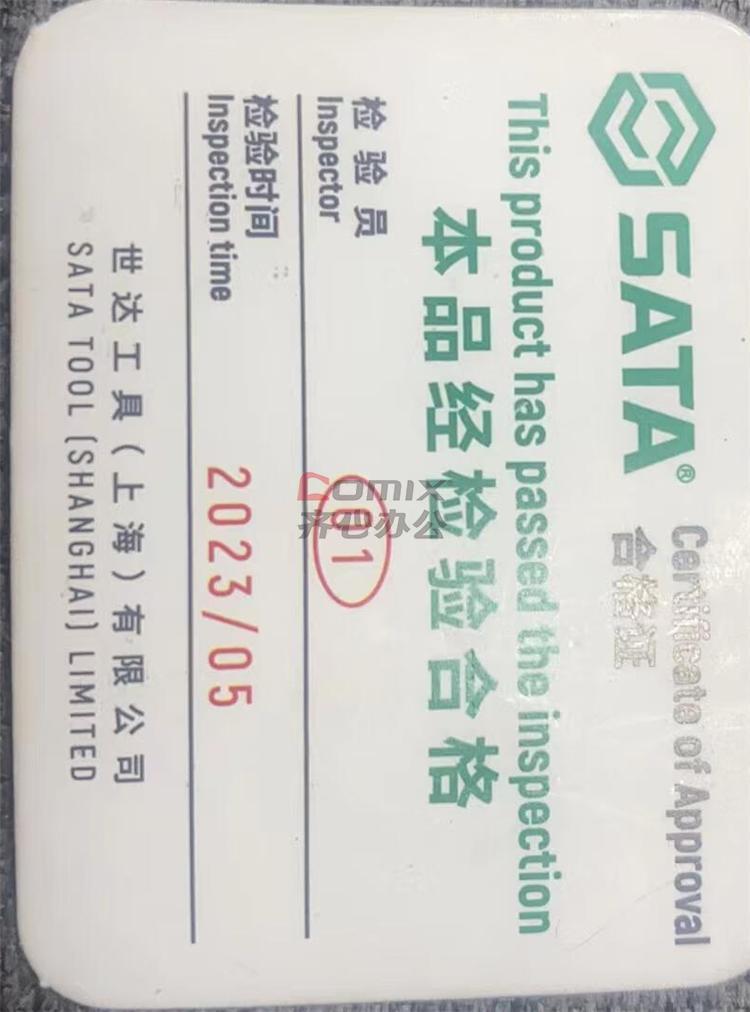 SATA®
Certificate of Approval
合格证
This product has passed the inspection
本品经检验合格
检验员
Inspector
01
检验时间
Inspection time
2023/05
世达工具(上海)有限公司
SATA TOOL (SHANGHAI) LIMITED
comix
齐心办公